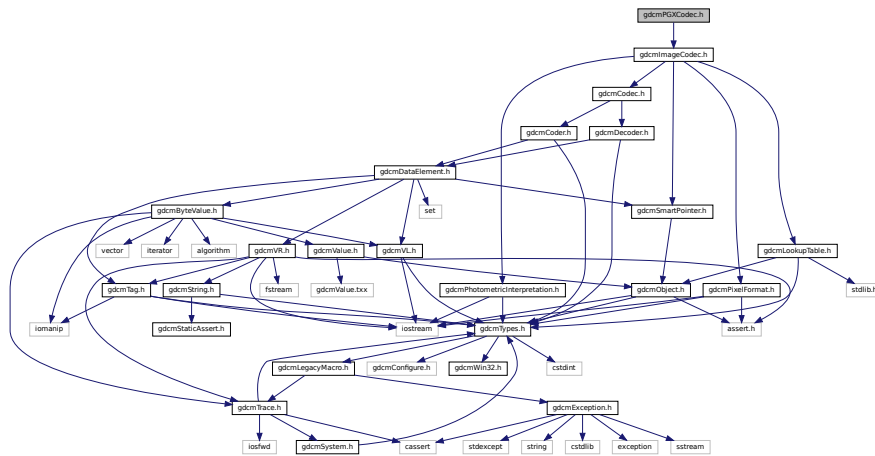 gdcmPGXCodec.h
gdcmImageCodec.h
gdcmCodec.h
gdcmCoder.h
gdcmDecoder.h
gdcmDataElement.h
gdcmByteValue.h
set
gdcmSmartPointer.h
vector
iterator
algorithm
gdcmVR.h
gdcmValue.h
gdcmVL.h
gdcmLookupTable.h
gdcmTag.h
gdcmString.h
fstream
gdcmValue.txx
gdcmPhotometricInterpretation.h
gdcmObject.h
gdcmPixelFormat.h
stdlib.h
iomanip
gdcmStaticAssert.h
iostream
gdcmTypes.h
assert.h
gdcmLegacyMacro.h
gdcmConfigure.h
gdcmWin32.h
cstdint
gdcmTrace.h
gdcmException.h
iosfwd
gdcmSystem.h
cassert
stdexcept
string
cstdlib
exception
sstream